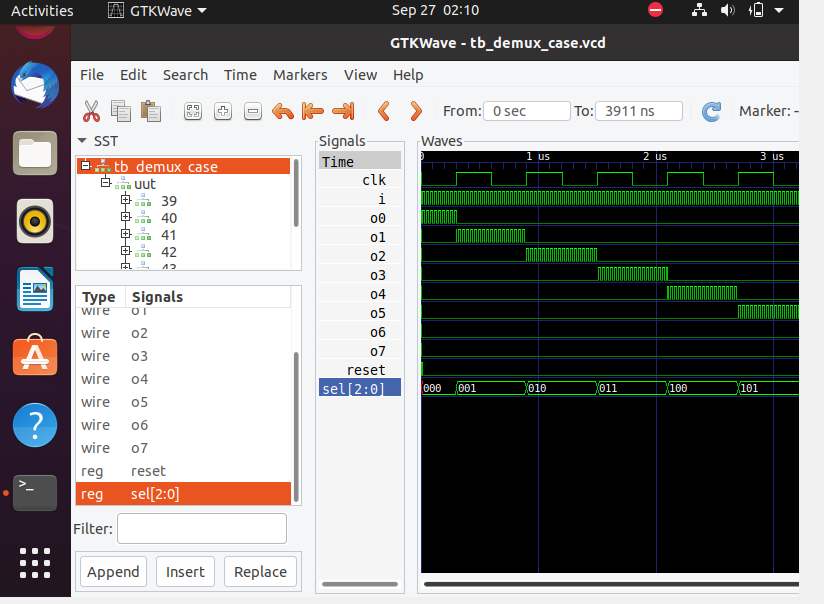 Activities GTKWave Sep 27 02:10
GTKWave - tb_demux_case.vcd
File Edit Search Time Markers View Help
From: 0 sec To: 3911 ns Marker: -
SST
tb_demux_case
uut
39
40
41
42
43
Type Signals
wire o1
wire o2
wire o3
wire o4
wire o5
wire o6
wire o7
reg reset
reg sel[2:0]
Filter:
Append Insert Replace
Signals
Time
clk
i
o0
o1
o2
o3
o4
o5
o6
o7
reset
sel[2:0]
Waves
0 1 us 2 us 3 us
000 001 010 011 100 101